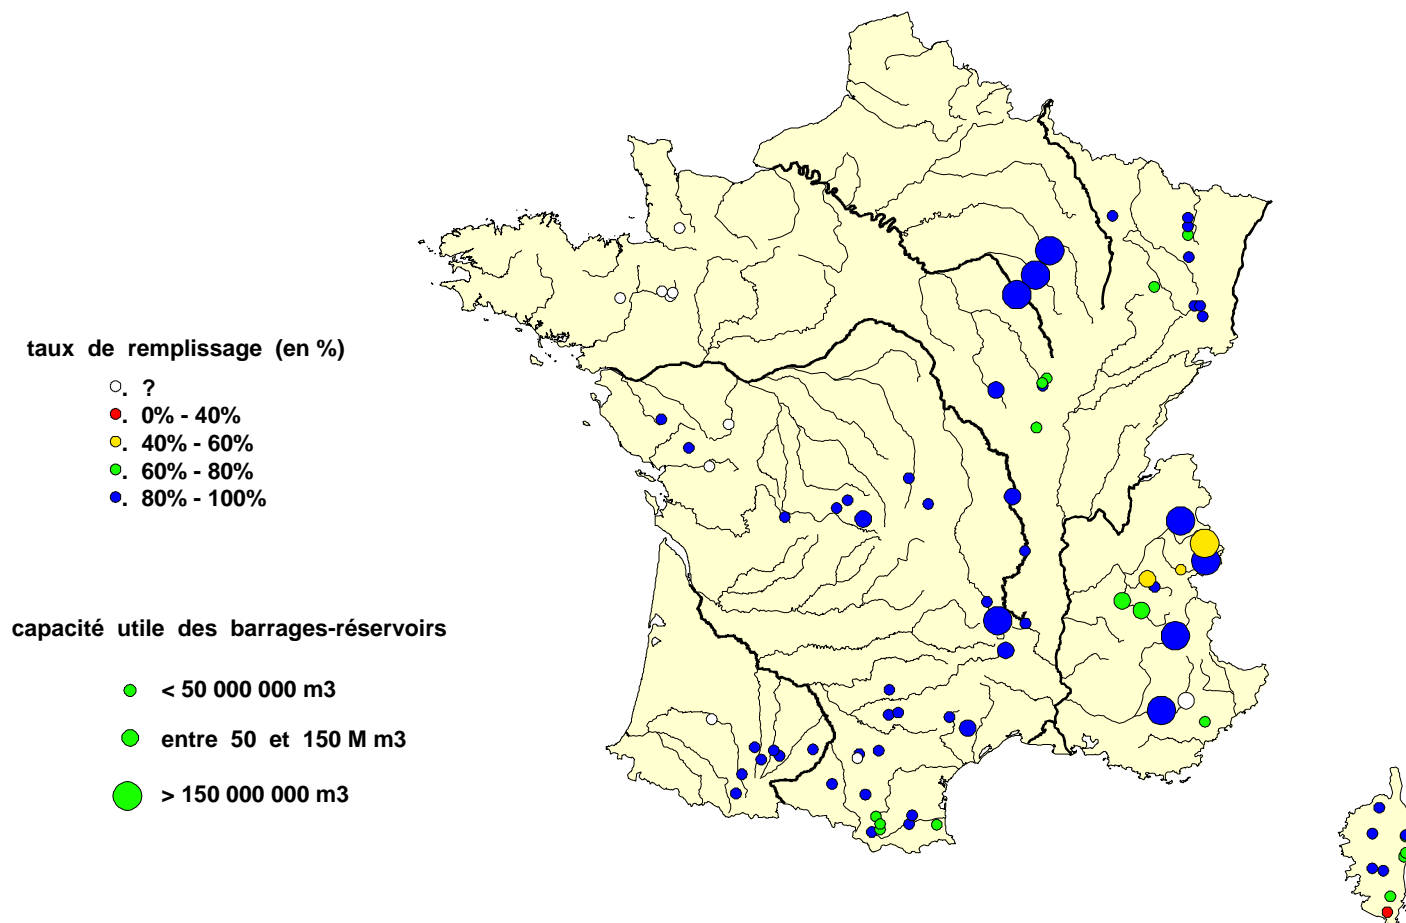 taux de remplissage (en %)
. ?
. 0% - 40%
. 40% - 60%
. 60% - 80%
. 80% - 100%
capacité utile des barrages-réservoirs
< 50 000 000 m3
entre 50 et 150 M m3
> 150 000 000 m3